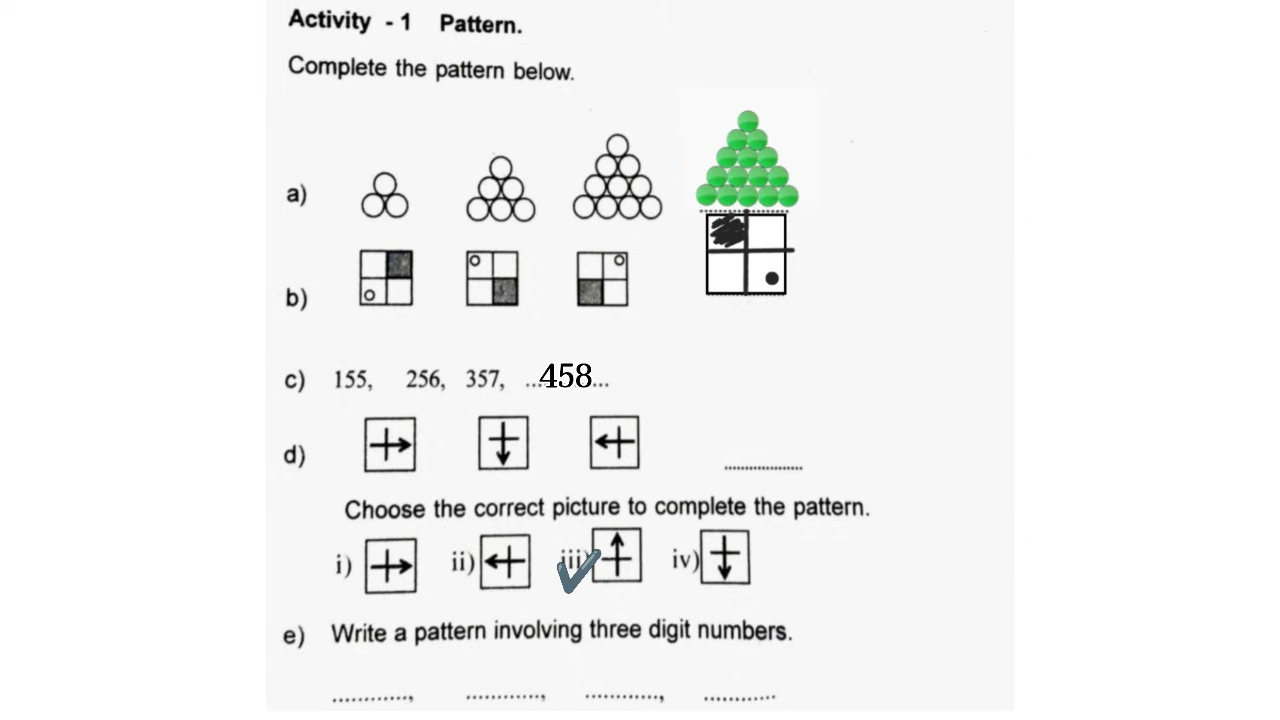 Activity - 1 Pattern.
Complete the pattern below.
a)
b)
c) 155, 256, 357, ...458...
d) ....................
Choose the correct picture to complete the pattern.
i) ii) iii) iv)
e) Write a pattern involving three digit numbers.
............., ............., ............., ............